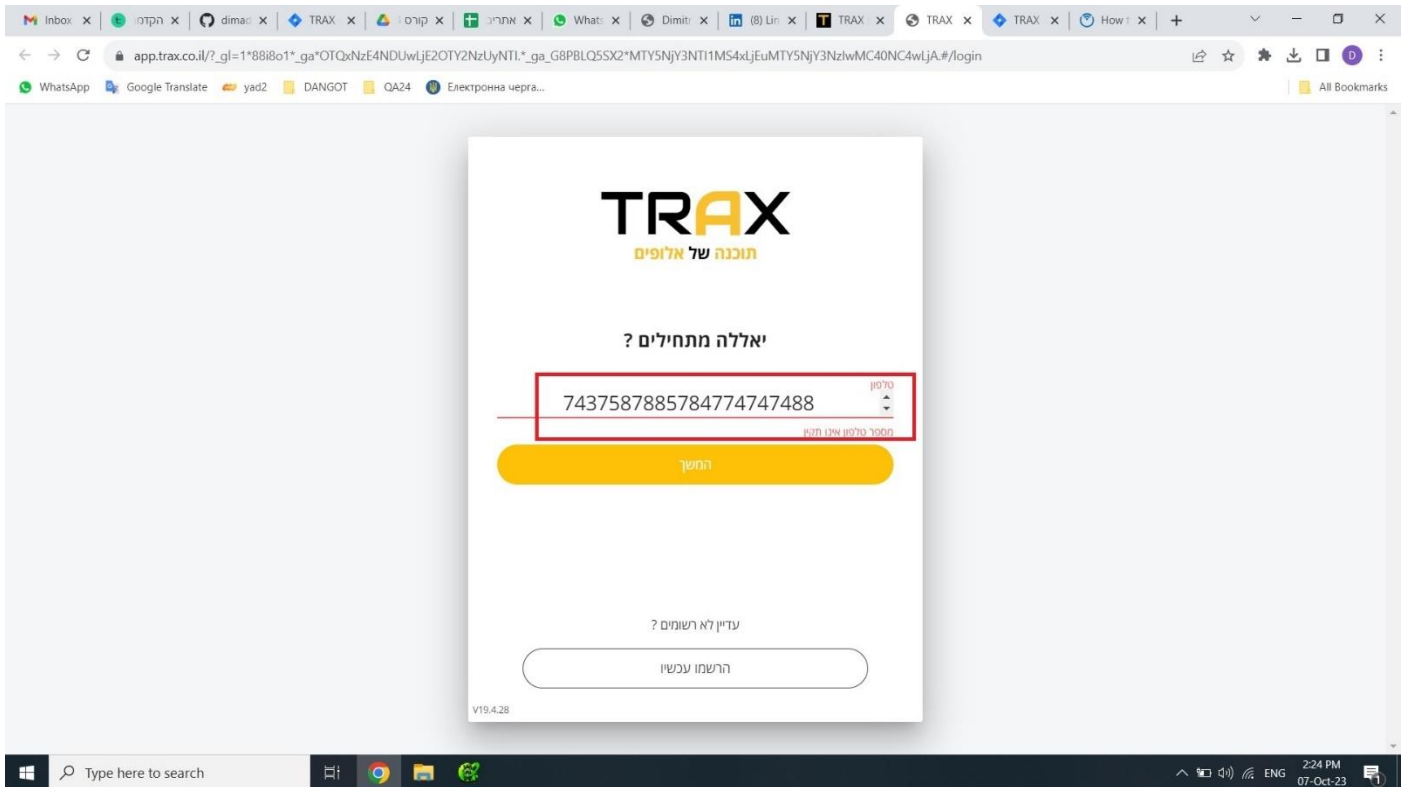 Inbox הקדמ dimac TRAX קורס אתרים Whats Dimitr (8) Lin TRAX TRAX TRAX How t
app.trax.co.il/?_gl=1*88i8o1*_ga*OTQxNzE4NDUwLjE2OTY2NzUyNTI.*_ga_G8PBLQ5SX2*MTY5NjY3NTI1MS4xLjEuMTY5NjY3NzIwMC40NC4wLjA.#/login
WhatsApp Google Translate yad2 DANGOT QA24 Електронна черга... All Bookmarks
TRAX
תוכנה של אלופים
יאללה מתחילים ?
טלפון
7437587885784774747488
מספר טלפון אינו תקין
המשך
עדיין לא רשומים ?
הרשמו עכשיו
V19.4.28
Type here to search ENG 2:24 PM
07-Oct-23